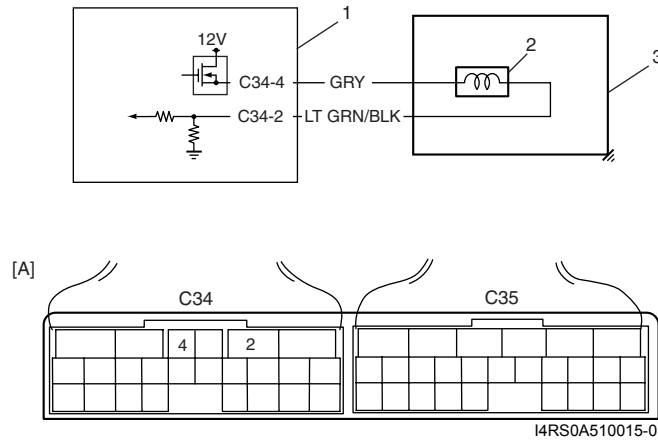 1
12V
2
3
C34-4
GRY
C34-2
LT GRN/BLK
[A]
C34
C35
4
2
I4RS0A510015-0